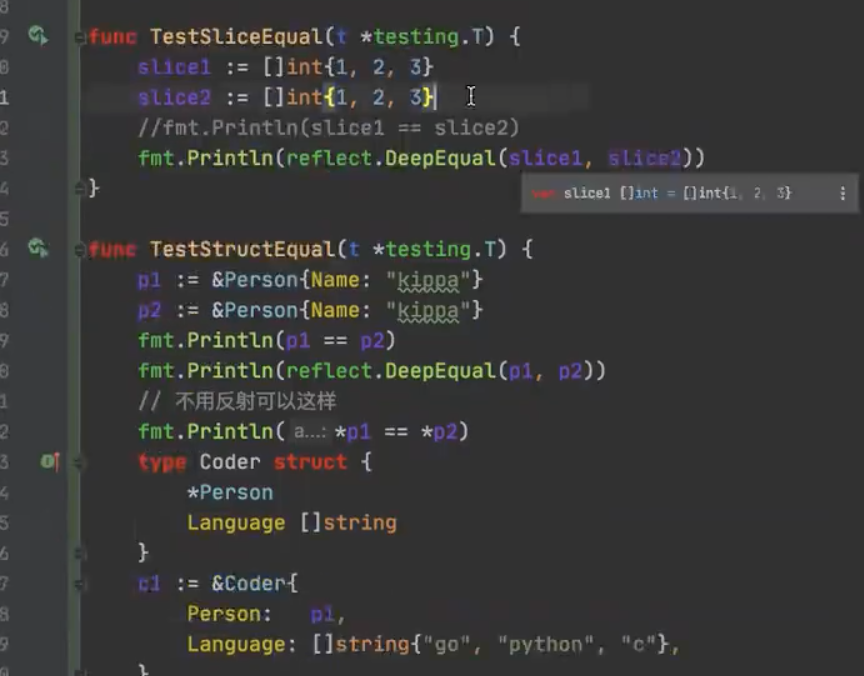 8
9 func TestSliceEqual(t *testing.T) {
0 slice1 := []int{1, 2, 3}
1 slice2 := []int{1, 2, 3}
2 //fmt.Println(slice1 == slice2)
3 fmt.Println(reflect.DeepEqual(slice1, slice2))
4 }
var slice1 []int = []int{1, 2, 3}
5
6 func TestStructEqual(t *testing.T) {
7 p1 := &Person{Name: "kippa"}
8 p2 := &Person{Name: "kippa"}
9 fmt.Println(p1 == p2)
0 fmt.Println(reflect.DeepEqual(p1, p2))
1 // 不用反射可以这样
2 fmt.Println( a...: *p1 == *p2)
3 type Coder struct {
4 *Person
5 Language []string
6 }
7 c1 := &Coder{
8 Person: p1,
9 Language: []string{"go", "python", "c"},
0 }